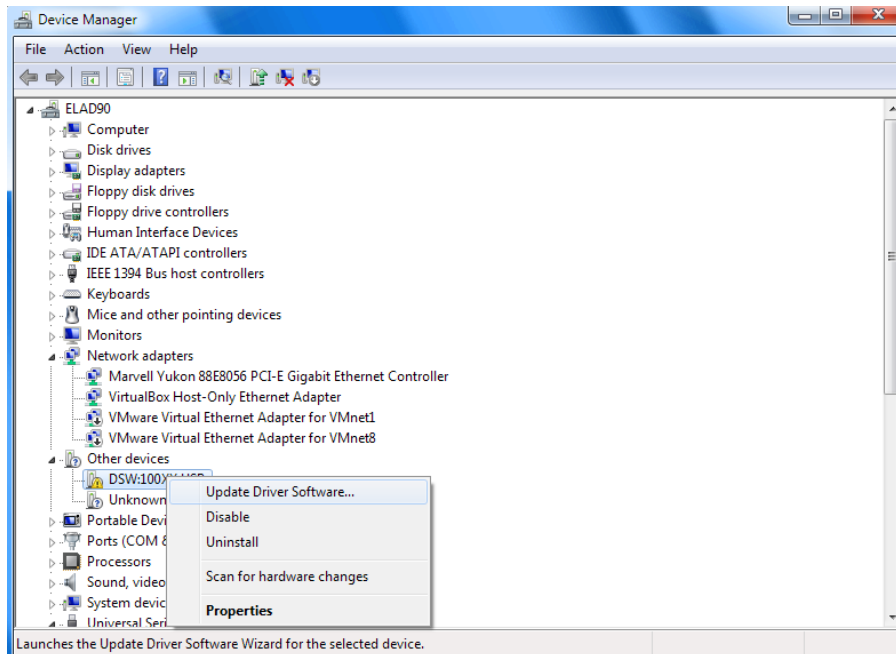 Device Manager
File Action View Help
ELAD90
Computer
Disk drives
Display adapters
Floppy disk drives
Floppy drive controllers
Human Interface Devices
IDE ATA/ATAPI controllers
IEEE 1394 Bus host controllers
Keyboards
Mice and other pointing devices
Monitors
Network adapters
Marvell Yukon 88E8056 PCI-E Gigabit Ethernet Controller
VirtualBox Host-Only Ethernet Adapter
VMware Virtual Ethernet Adapter for VMnet1
VMware Virtual Ethernet Adapter for VMnet8
Other devices
Unknown
Portable Devi
Ports (COM &
Processors
Sound, video
System devic
Universal Seri
Update Driver Software...
Disable
Uninstall
Scan for hardware changes
Properties
Launches the Update Driver Software Wizard for the selected device.